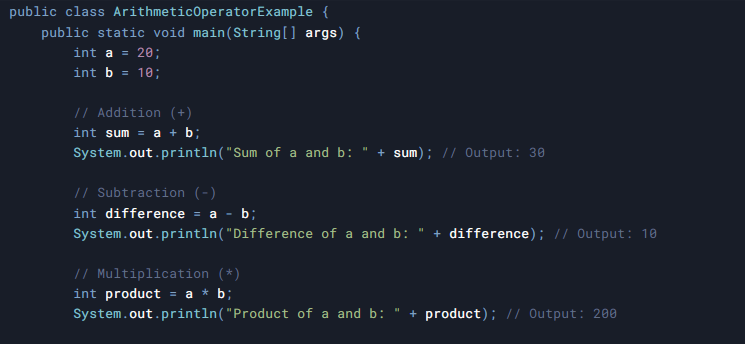 public class ArithmeticOperatorExample {
    public static void main(String[] args) {
        int a = 20;
        int b = 10;

        // Addition (+)
        int sum = a + b;
        System.out.println("Sum of a and b: " + sum); // Output: 30

        // Subtraction (-)
        int difference = a - b;
        System.out.println("Difference of a and b: " + difference); // Output: 10

        // Multiplication (*)
        int product = a * b;
        System.out.println("Product of a and b: " + product); // Output: 200